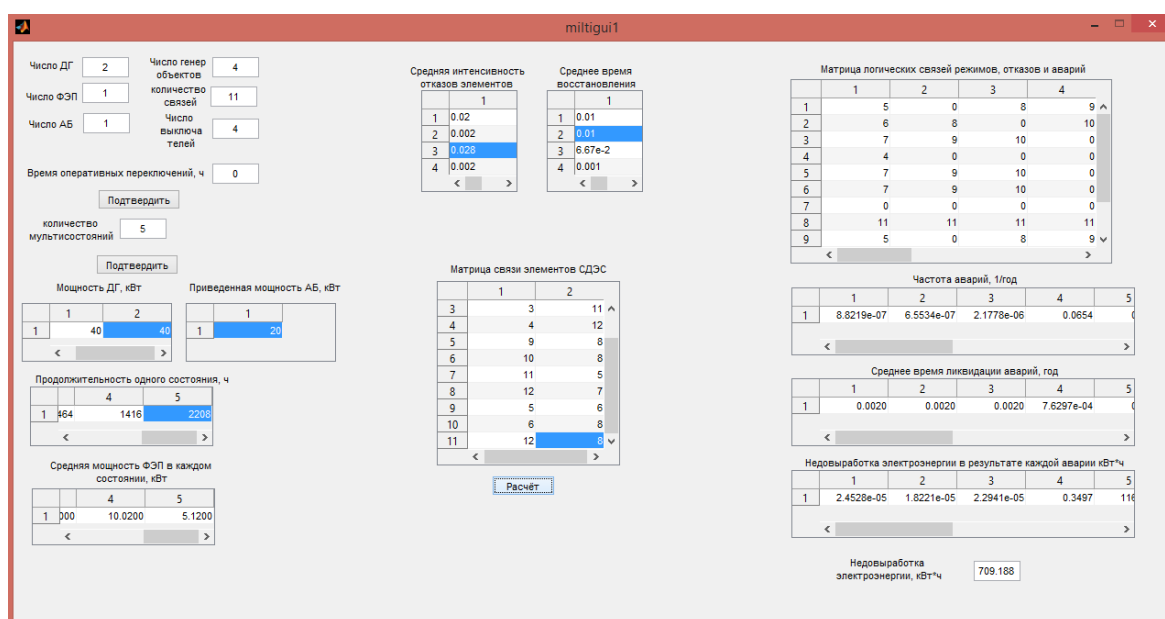 miltigui1
Число ДГ 2
Число генер
объектов 4
Число ФЭП 1
количество
связей 11
Число АБ 1
Число
выключа
телей 4
Время оперативных переключений, ч 0
Подтвердить
количество
мультисостояний 5
Подтвердить
Мощность ДГ, кВт
1 2
1 40 40
Приведенная мощность АБ, кВт
1
1 20
Продолжительность одного состояния, ч
4 5
1 464 1416 2208
Средняя мощность ФЭП в каждом
состоянии, кВт
4 5
1 000 10.0200 5.1200
Средняя интенсивность
отказов элементов
1
1 0.02
2 0.002
3 0.028
4 0.002
Среднее время
восстановления
1
1 0.01
2 0.01
3 6.67e-2
4 0.001
Матрица связи элементов СДЭС
1 2
3 3 11
4 4 12
5 9 8
6 10 8
7 11 5
8 12 7
9 5 6
10 6 8
11 12 8
Расчёт
Матрица логических связей режимов, отказов и аварий
1 2 3 4
1 5 0 8 9
2 6 8 0 10
3 7 9 10 0
4 4 0 0 0
5 7 9 10 0
6 7 9 10 0
7 0 0 0 0
8 11 11 11 11
9 5 0 8 9
Частота аварий, 1/год
1 2 3 4 5
1 8.8219e-07 6.5534e-07 2.1778e-06 0.0654
Среднее время ликвидации аварий, год
1 2 3 4 5
1 0.0020 0.0020 0.0020 7.6297e-04
Недовыработка электроэнергии в результате каждой аварии кВт*ч
1 2 3 4 5
1 2.4528e-05 1.8221e-05 2.2941e-05 0.3497 116
Недовыработка
электроэнергии, кВт*ч 709.188